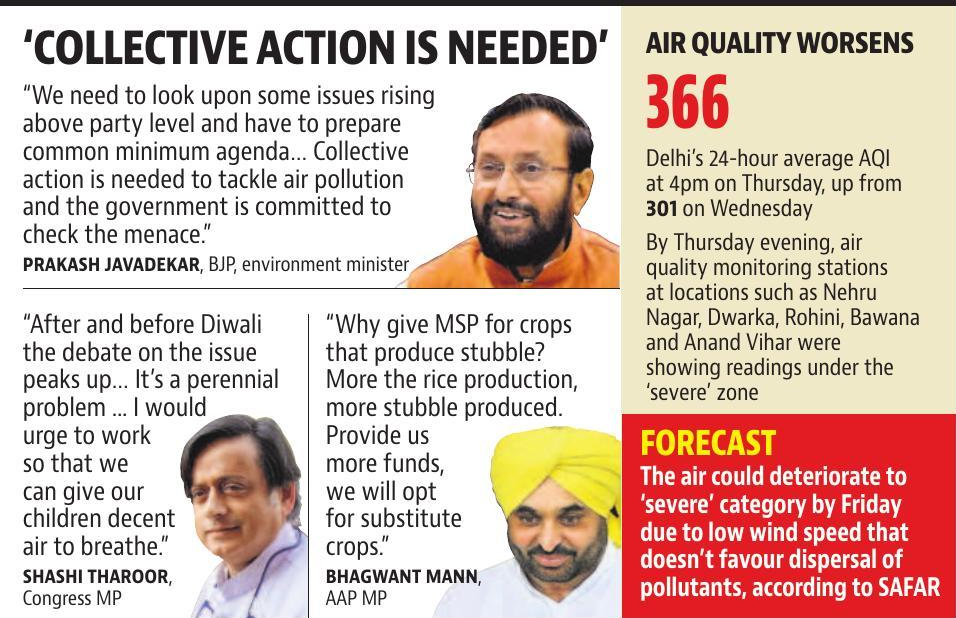 ‘COLLECTIVE ACTION IS NEEDED’
“We need to look upon some issues rising
above party level and have to prepare
common minimum agenda... Collective
action is needed to tackle air pollution
and the government is committed to
check the menace.”
PRAKASH JAVADEKAR, BJP, environment minister
“After and before Diwali
the debate on the issue
peaks up... It’s a perennial
problem ... I would
urge to work
so that we
can give our
children decent
air to breathe.”
SHASHI THAROOR,
Congress MP
“Why give MSP for crops
that produce stubble?
More the rice production,
more stubble produced.
Provide us
more funds,
we will opt
for substitute
crops.”
BHAGWANT MANN,
AAP MP
AIR QUALITY WORSENS
366
Delhi’s 24-hour average AQI
at 4pm on Thursday, up from
301 on Wednesday
By Thursday evening, air
quality monitoring stations
at locations such as Nehru
Nagar, Dwarka, Rohini, Bawana
and Anand Vihar were
showing readings under the
‘severe’ zone
FORECAST
The air could deteriorate to
‘severe’ category by Friday
due to low wind speed that
doesn’t favour dispersal of
pollutants, according to SAFAR